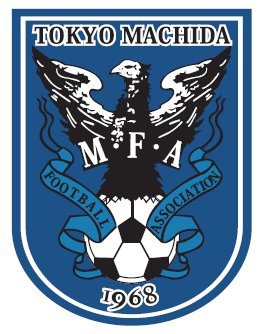 TOKYO MACHIDA
M·F·A
FOOTBALL
ASSOCIATION
1968